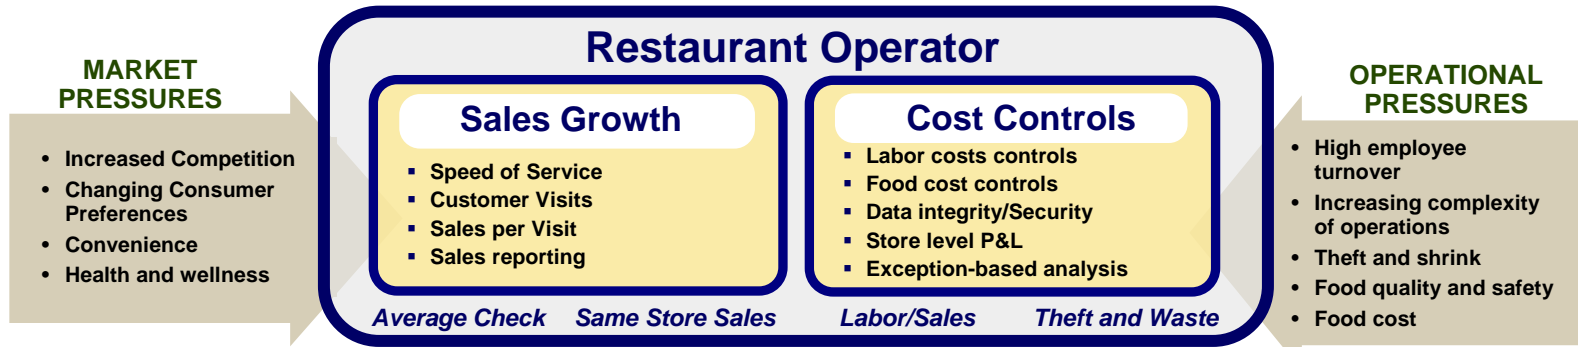 Restaurant Operator
MARKET
PRESSURES
• Increased Competition
• Changing Consumer
Preferences
• Convenience
• Health and wellness
Sales Growth
▪ Speed of Service
▪ Customer Visits
▪ Sales per Visit
▪ Sales reporting
Cost Controls
▪ Labor costs controls
▪ Food cost controls
▪ Data integrity/Security
▪ Store level P&L
▪ Exception-based analysis
Average Check Same Store Sales Labor/Sales Theft and Waste
OPERATIONAL
PRESSURES
• High employee
turnover
• Increasing complexity
of operations
• Theft and shrink
• Food quality and safety
• Food cost